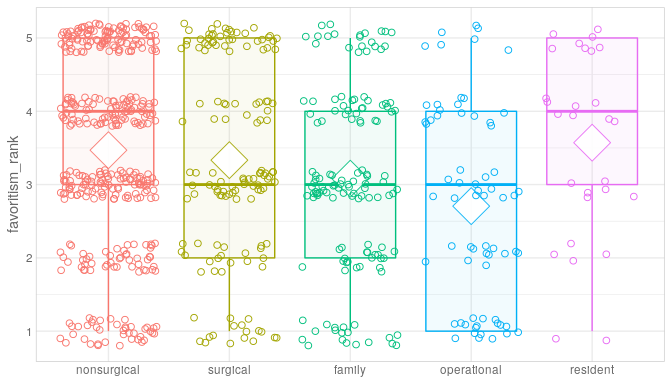 favoritism_rank
5
4
3
2
1
nonsurgical
surgical
family
operational
resident